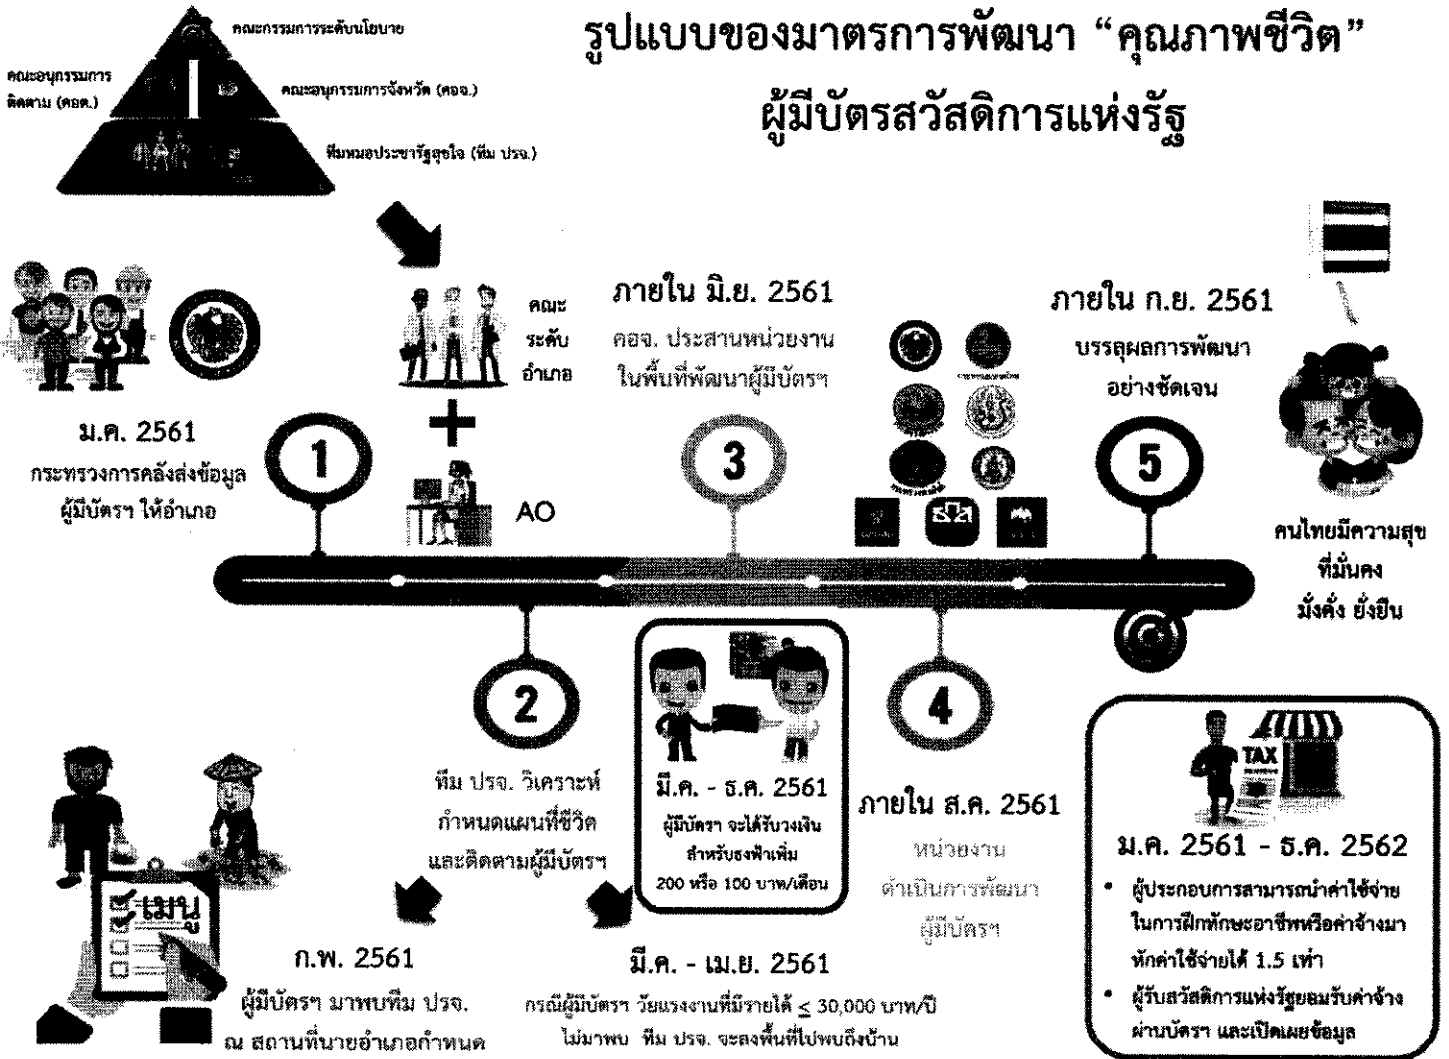 รูปแบบของมาตรการพัฒนา “คุณภาพชีวิต”
ผู้มีบัตรสวัสดิการแห่งรัฐ
คณะกรรมการระดับนโยบาย
คณะอนุกรรมการ
ติดตาม (คอต.)
คณะอนุกรรมการจังหวัด (คอจ.)
ทีมหมอประชารัฐสุขใจ (ทีม ปรจ.)
ม.ค. 2561
กระทรวงการคลังส่งข้อมูล
ผู้มีบัตรฯ ให้อำเภอ
1
คณะ
ระดับ
อำเภอ
+
AO
2
ทีม ปรจ. วิเคราะห์
กำหนดแผนที่ชีวิต
และติดตามผู้มีบัตรฯ
เมนู
ก.พ. 2561
ผู้มีบัตรฯ มาพบทีม ปรจ.
ณ สถานที่นายอำเภอกำหนด
มี.ค. - เม.ย. 2561
กรณีผู้มีบัตรฯ วัยแรงงานที่มีรายได้ ≤ 30,000 บาท/ปี
ไม่มาพบ ทีม ปรจ. จะลงพื้นที่ไปพบถึงบ้าน
ภายใน มิ.ย. 2561
คอจ. ประสานหน่วยงาน
ในพื้นที่พัฒนาผู้มีบัตรฯ
3
มี.ค. - ธ.ค. 2561
ผู้มีบัตรฯ จะได้รับวงเงิน
สำหรับธงฟ้าเพิ่ม
200 หรือ 100 บาท/เดือน
4
ภายใน ส.ค. 2561
หน่วยงาน
ดำเนินการพัฒนา
ผู้มีบัตรฯ
ภายใน ก.ย. 2561
บรรลุผลการพัฒนา
อย่างชัดเจน
5
คนไทยมีความสุข
ที่มั่นคง
มั่งคั่ง ยั่งยืน
TAX
ม.ค. 2561 - ธ.ค. 2562
• ผู้ประกอบการสามารถนำค่าใช้จ่าย
ในการฝึกทักษะอาชีพหรือค่าจ้างมา
หักค่าใช้จ่ายได้ 1.5 เท่า
• ผู้รับสวัสดิการแห่งรัฐยอมรับค่าจ้าง
ผ่านบัตรฯ และเปิดเผยข้อมูล